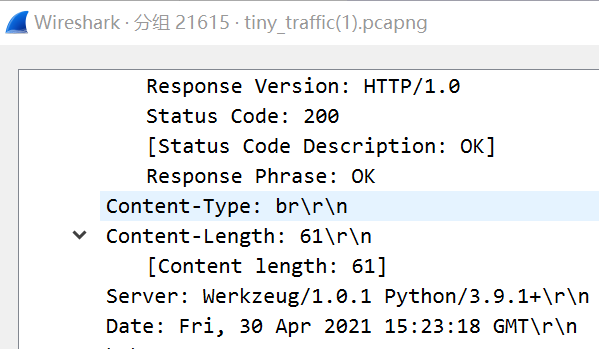 Wireshark · 分组 21615 · tiny_traffic(1).pcapng
Response Version: HTTP/1.0
Status Code: 200
[Status Code Description: OK]
Response Phrase: OK
Content-Type: br\r\n
Content-Length: 61\r\n
[Content length: 61]
Server: Werkzeug/1.0.1 Python/3.9.1+\r\n
Date: Fri, 30 Apr 2021 15:23:18 GMT\r\n